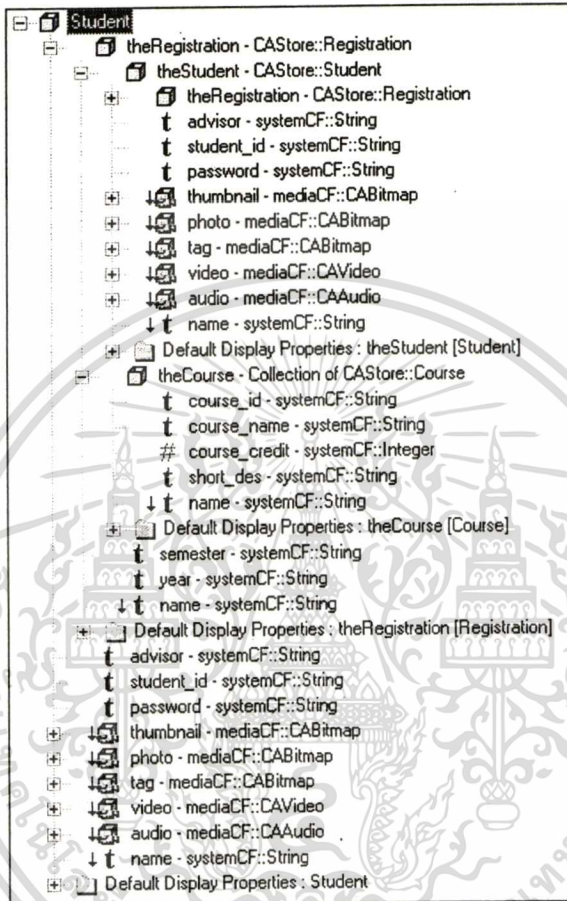 Student
theRegistration - CAStore::Registration
theStudent - CAStore::Student
theRegistration - CAStore::Registration
advisor - systemCF::String
student_id - systemCF::String
password - systemCF::String
thumbnail - mediaCF::CABitmap
photo - mediaCF::CABitmap
tag - mediaCF::CABitmap
video - mediaCF::CAVideo
audio - mediaCF::CAAudio
name - systemCF::String
Default Display Properties : theStudent [Student]
theCourse - Collection of CAStore::Course
course_id - systemCF::String
course_name - systemCF::String
# course_credit - systemCF::Integer
short_des - systemCF::String
name - systemCF::String
Default Display Properties : theCourse [Course]
semester - systemCF::String
year - systemCF::String
name - systemCF::String
Default Display Properties : theRegistration [Registration]
advisor - systemCF::String
student_id - systemCF::String
password - systemCF::String
thumbnail - mediaCF::CABitmap
photo - mediaCF::CABitmap
tag - mediaCF::CABitmap
video - mediaCF::CAVideo
audio - mediaCF::CAAudio
name - systemCF::String
Default Display Properties : Student